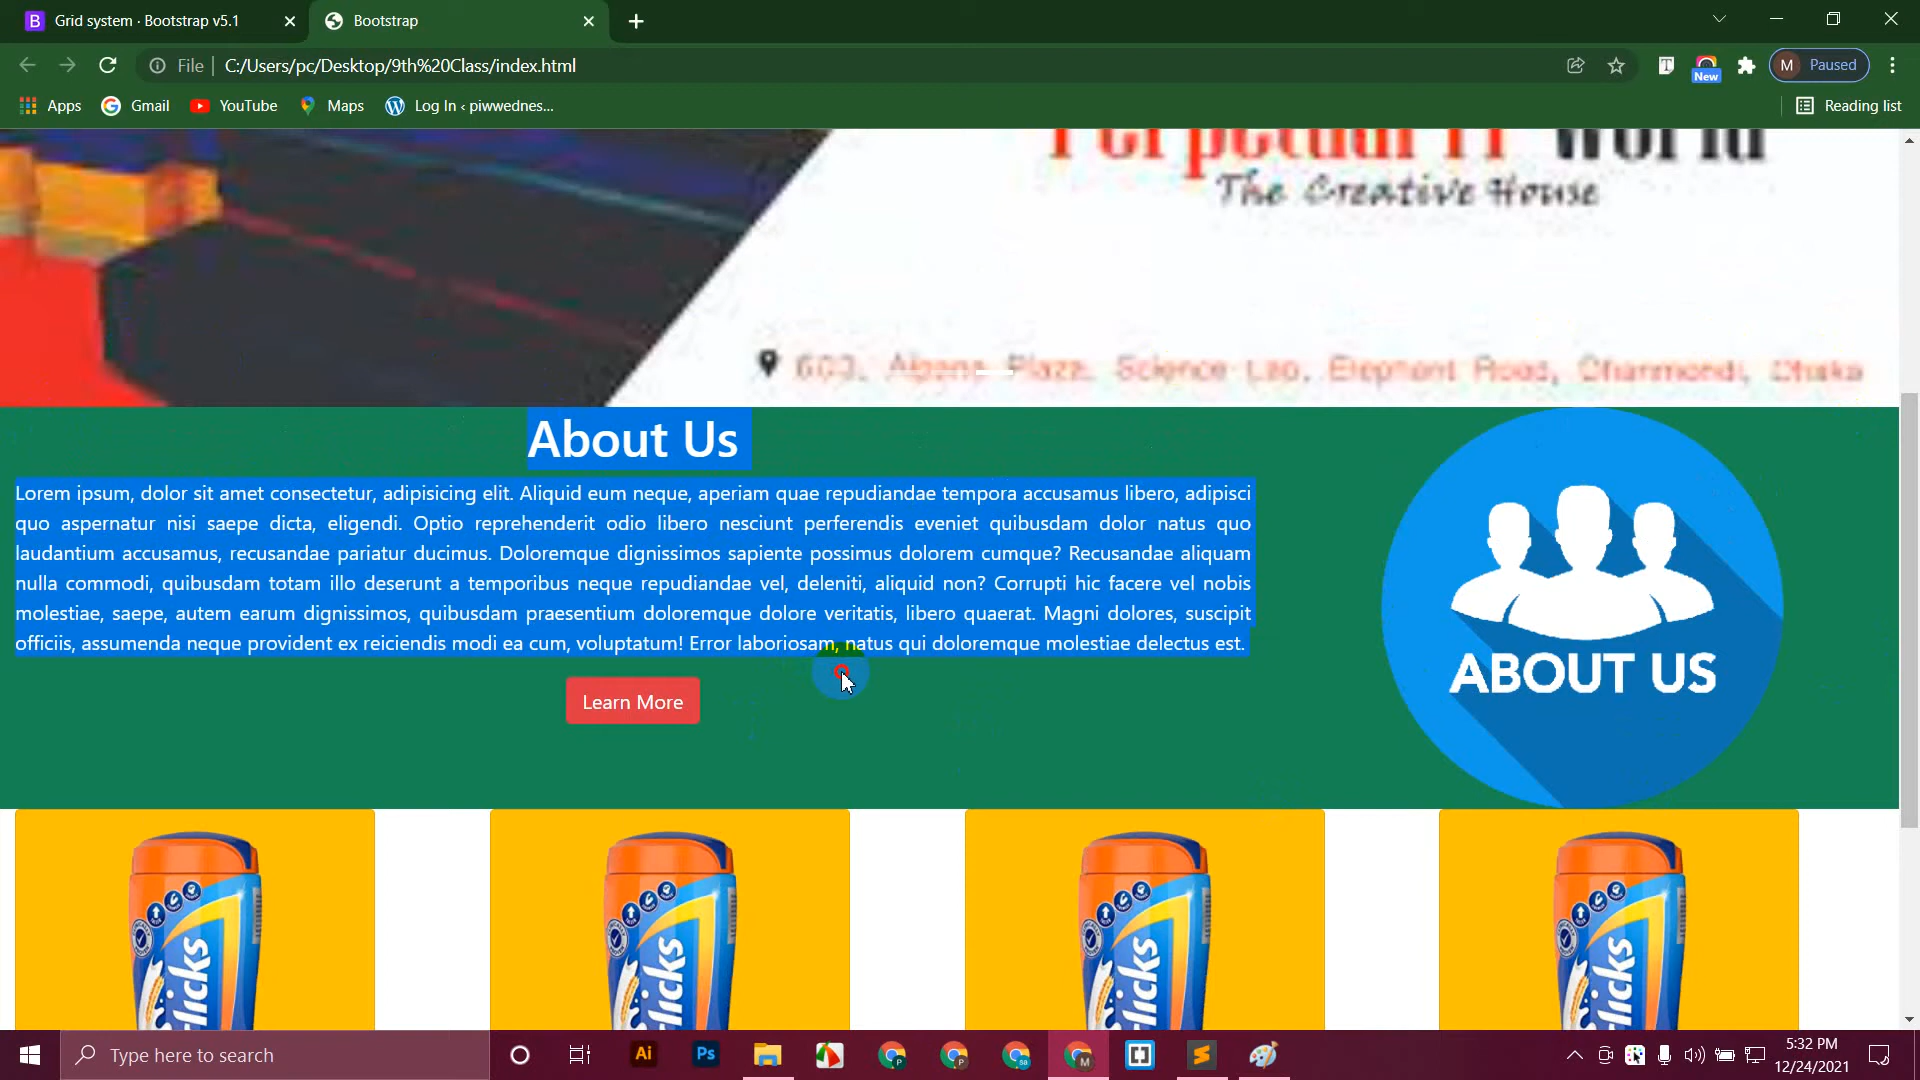 Grid system · Bootstrap v5.1
Bootstrap
File
C:/Users/pc/Desktop/9th%20Class/index.html
New
M Paused
Apps
Gmail
YouTube
Maps
Log In ‹ piwwednes...
Reading list
Perpetual IT World
The Creative House
Plaza, Science Lab, Elephant Road, Dhanmondi, Dhaka
About Us
Lorem ipsum, dolor sit amet consectetur, adipisicing elit. Aliquid eum neque, aperiam quae repudiandae tempora accusamus libero, adipisci
quo aspernatur nisi saepe dicta, eligendi. Optio reprehenderit odio libero nesciunt perferendis eveniet quibusdam dolor natus quo
laudantium accusamus, recusandae pariatur ducimus. Doloremque dignissimos sapiente possimus dolorem cumque? Recusandae aliquam
nulla commodi, quibusdam totam illo deserunt a temporibus neque repudiandae vel, deleniti, aliquid non? Corrupti hic facere vel nobis
molestiae, saepe, autem earum dignissimos, quibusdam praesentium doloremque dolore veritatis, libero quaerat. Magni dolores, suscipit
officiis, assumenda neque provident ex reiciendis modi ea cum, voluptatum! Error laboriosam, natus qui doloremque molestiae delectus est.
Learn More
ABOUT US
Type here to search
Ai
Ps
5:32 PM
12/24/2021